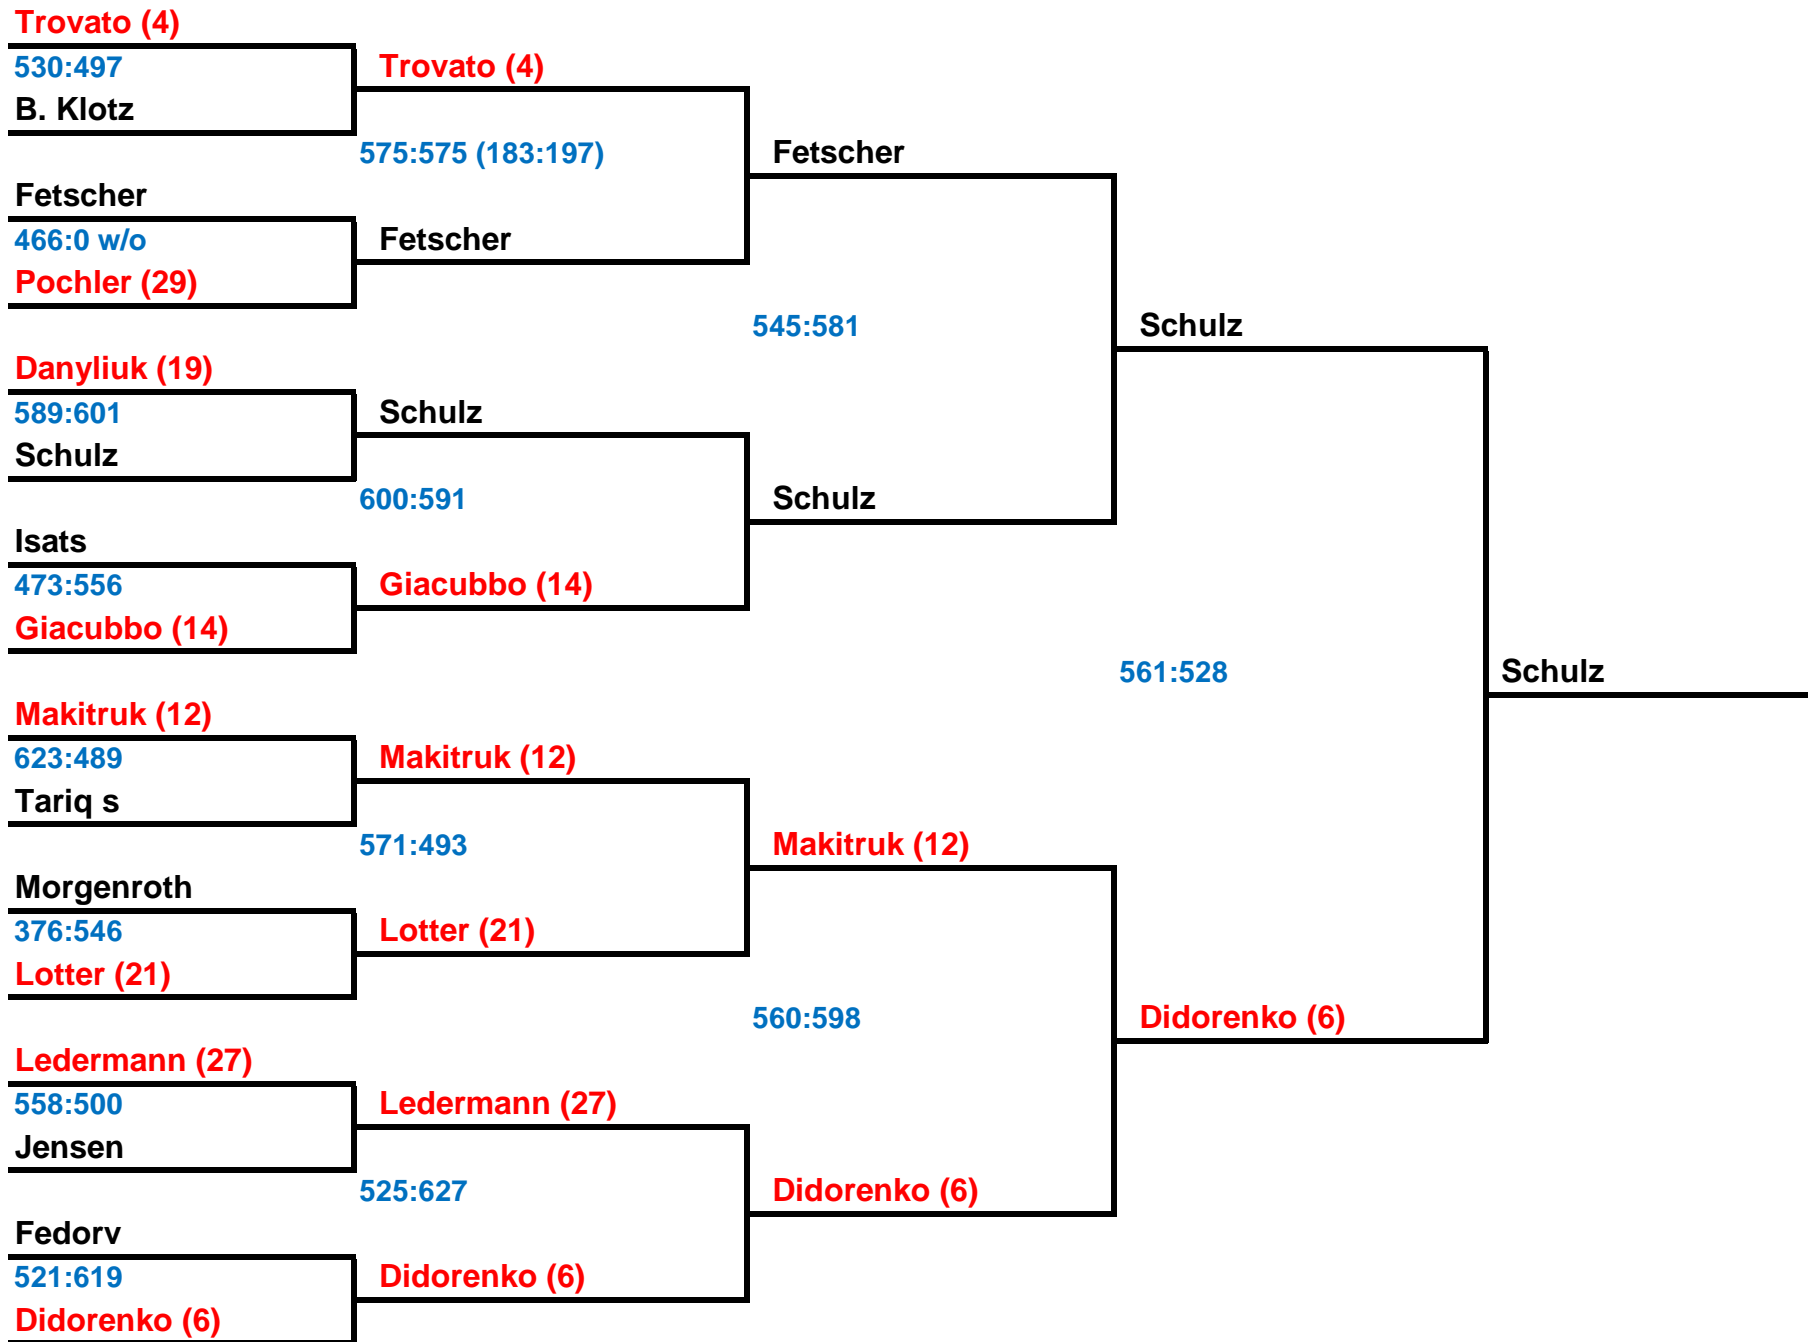 Trovato (4)
530:497
Trovato (4)
B. Klotz
575:575 (183:197)
Fetscher
Fetscher
466:0 w/o
Fetscher
Pochler (29)
545:581
Schulz
Danyliuk (19)
589:601
Schulz
Schulz
600:591
Schulz
Isats
473:556
Giacubbo (14)
Giacubbo (14)
561:528
Schulz
Makitruk (12)
623:489
Makitruk (12)
Tariq s
571:493
Makitruk (12)
Morgenroth
376:546
Lotter (21)
Lotter (21)
560:598
Didorenko (6)
Ledermann (27)
558:500
Ledermann (27)
Jensen
525:627
Didorenko (6)
Fedorv
521:619
Didorenko (6)
Didorenko (6)